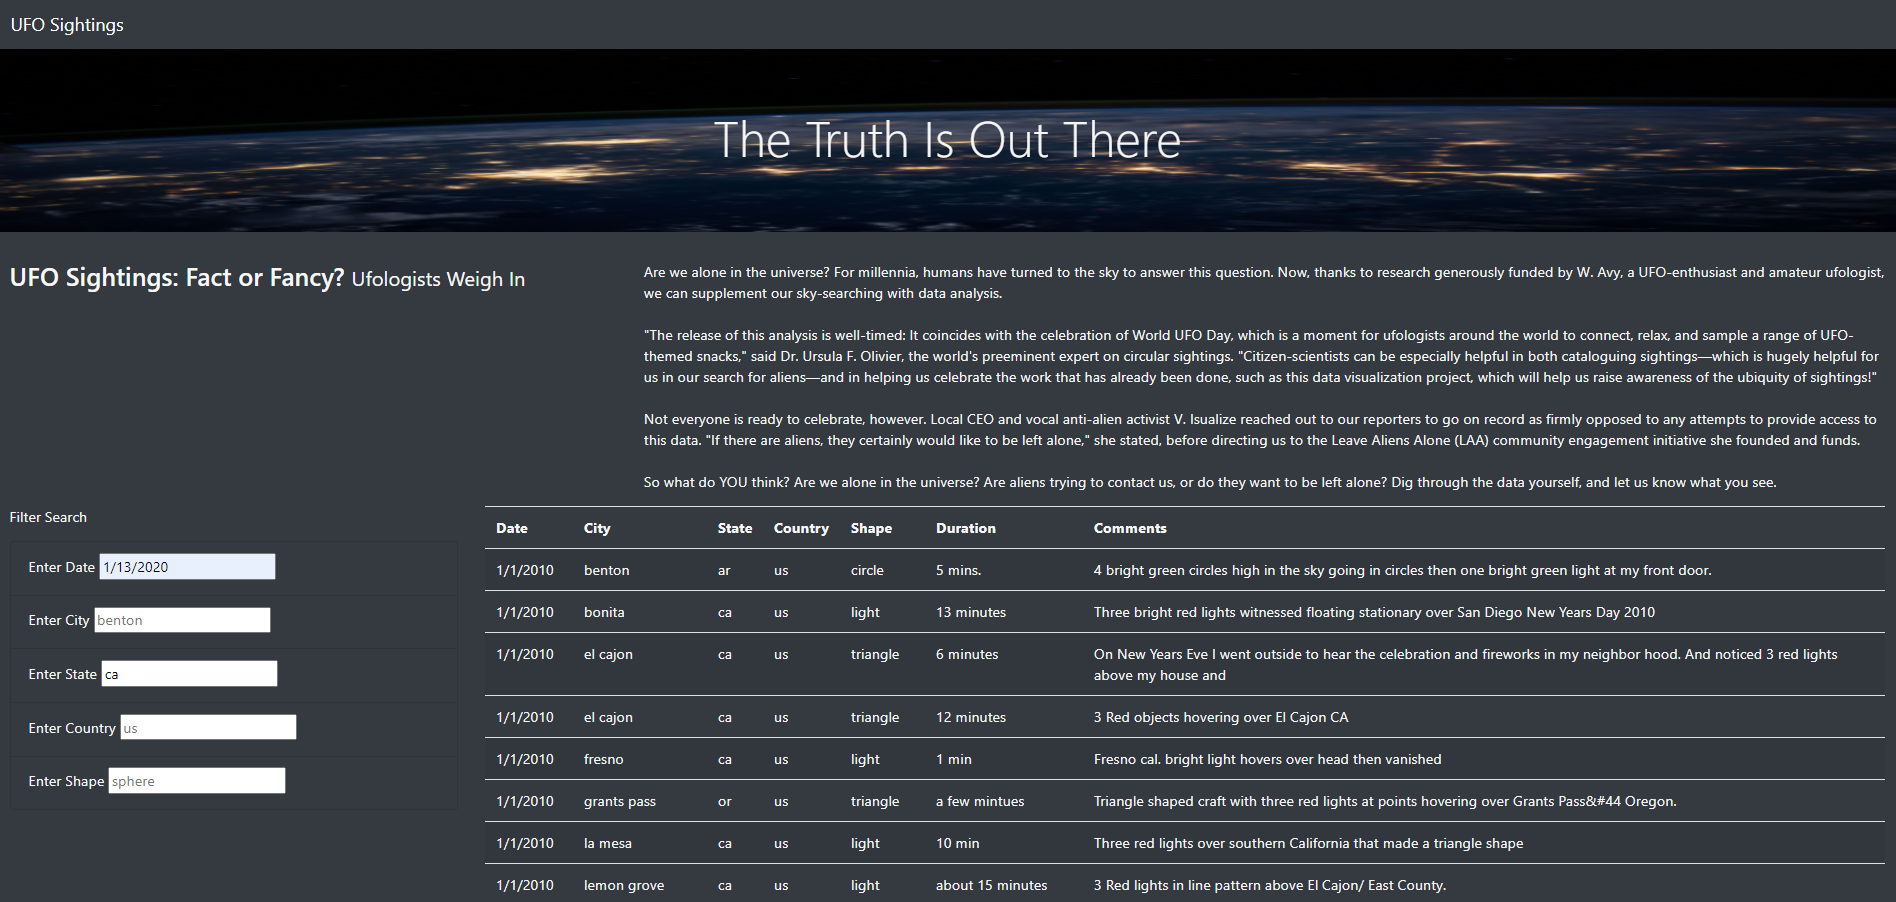 UFO Sightings
The Truth Is Out There
UFO Sightings: Fact or Fancy? Ufologists Weigh In
Are we alone in the universe? For millennia, humans have turned to the sky to answer this question. Now, thanks to research generously funded by W. Avy, a UFO-enthusiast and amateur ufologist,
we can supplement our sky-searching with data analysis.
"The release of this analysis is well-timed: It coincides with the celebration of World UFO Day, which is a moment for ufologists around the world to connect, relax, and sample a range of UFO-
themed snacks," said Dr. Ursula F. Olivier, the world's preeminent expert on circular sightings. "Citizen-scientists can be especially helpful in both cataloguing sightings—which is hugely helpful for
us in our search for aliens—and in helping us celebrate the work that has already been done, such as this data visualization project, which will help us raise awareness of the ubiquity of sightings!"
Not everyone is ready to celebrate, however. Local CEO and vocal anti-alien activist V. Isualize reached out to our reporters to go on record as firmly opposed to any attempts to provide access to
this data. "If there are aliens, they certainly would like to be left alone," she stated, before directing us to the Leave Aliens Alone (LAA) community engagement initiative she founded and funds.
So what do YOU think? Are we alone in the universe? Are aliens trying to contact us, or do they want to be left alone? Dig through the data yourself, and let us know what you see.
Filter Search
Enter Date 1/13/2020
Enter City benton
Enter State ca
Enter Country us
Enter Shape sphere
Date City State Country Shape Duration Comments
1/1/2010 benton ar us circle 5 mins. 4 bright green circles high in the sky going in circles then one bright green light at my front door.
1/1/2010 bonita ca us light 13 minutes Three bright red lights witnessed floating stationary over San Diego New Years Day 2010
1/1/2010 el cajon ca us triangle 6 minutes On New Years Eve I went outside to hear the celebration and fireworks in my neighbor hood. And noticed 3 red lights
above my house and
1/1/2010 el cajon ca us triangle 12 minutes 3 Red objects hovering over El Cajon CA
1/1/2010 fresno ca us light 1 min Fresno cal. bright light hovers over head then vanished
1/1/2010 grants pass or us triangle a few mintues Triangle shaped craft with three red lights at points hovering over Grants Pass&#44 Oregon.
1/1/2010 la mesa ca us light 10 min Three red lights over southern California that made a triangle shape
1/1/2010 lemon grove ca us light about 15 minutes 3 Red lights in line pattern above El Cajon/ East County.